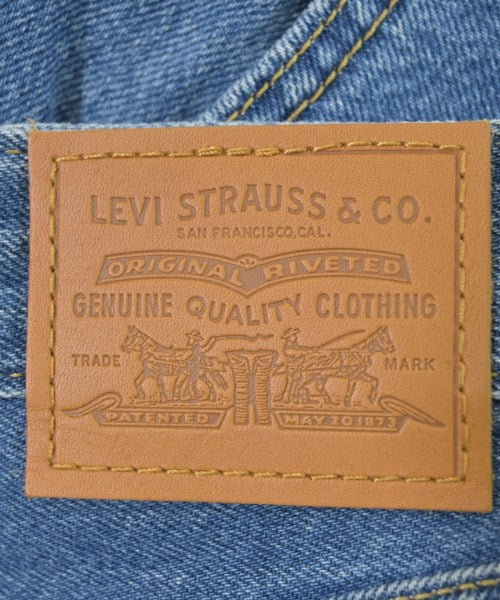 LEVI STRAUSS & CO.
SAN FRANCISCO, CAL.
ORIGINAL RIVETED
GENUINE QUALITY CLOTHING
TRADE MARK
PATENTED MAY 20 1873